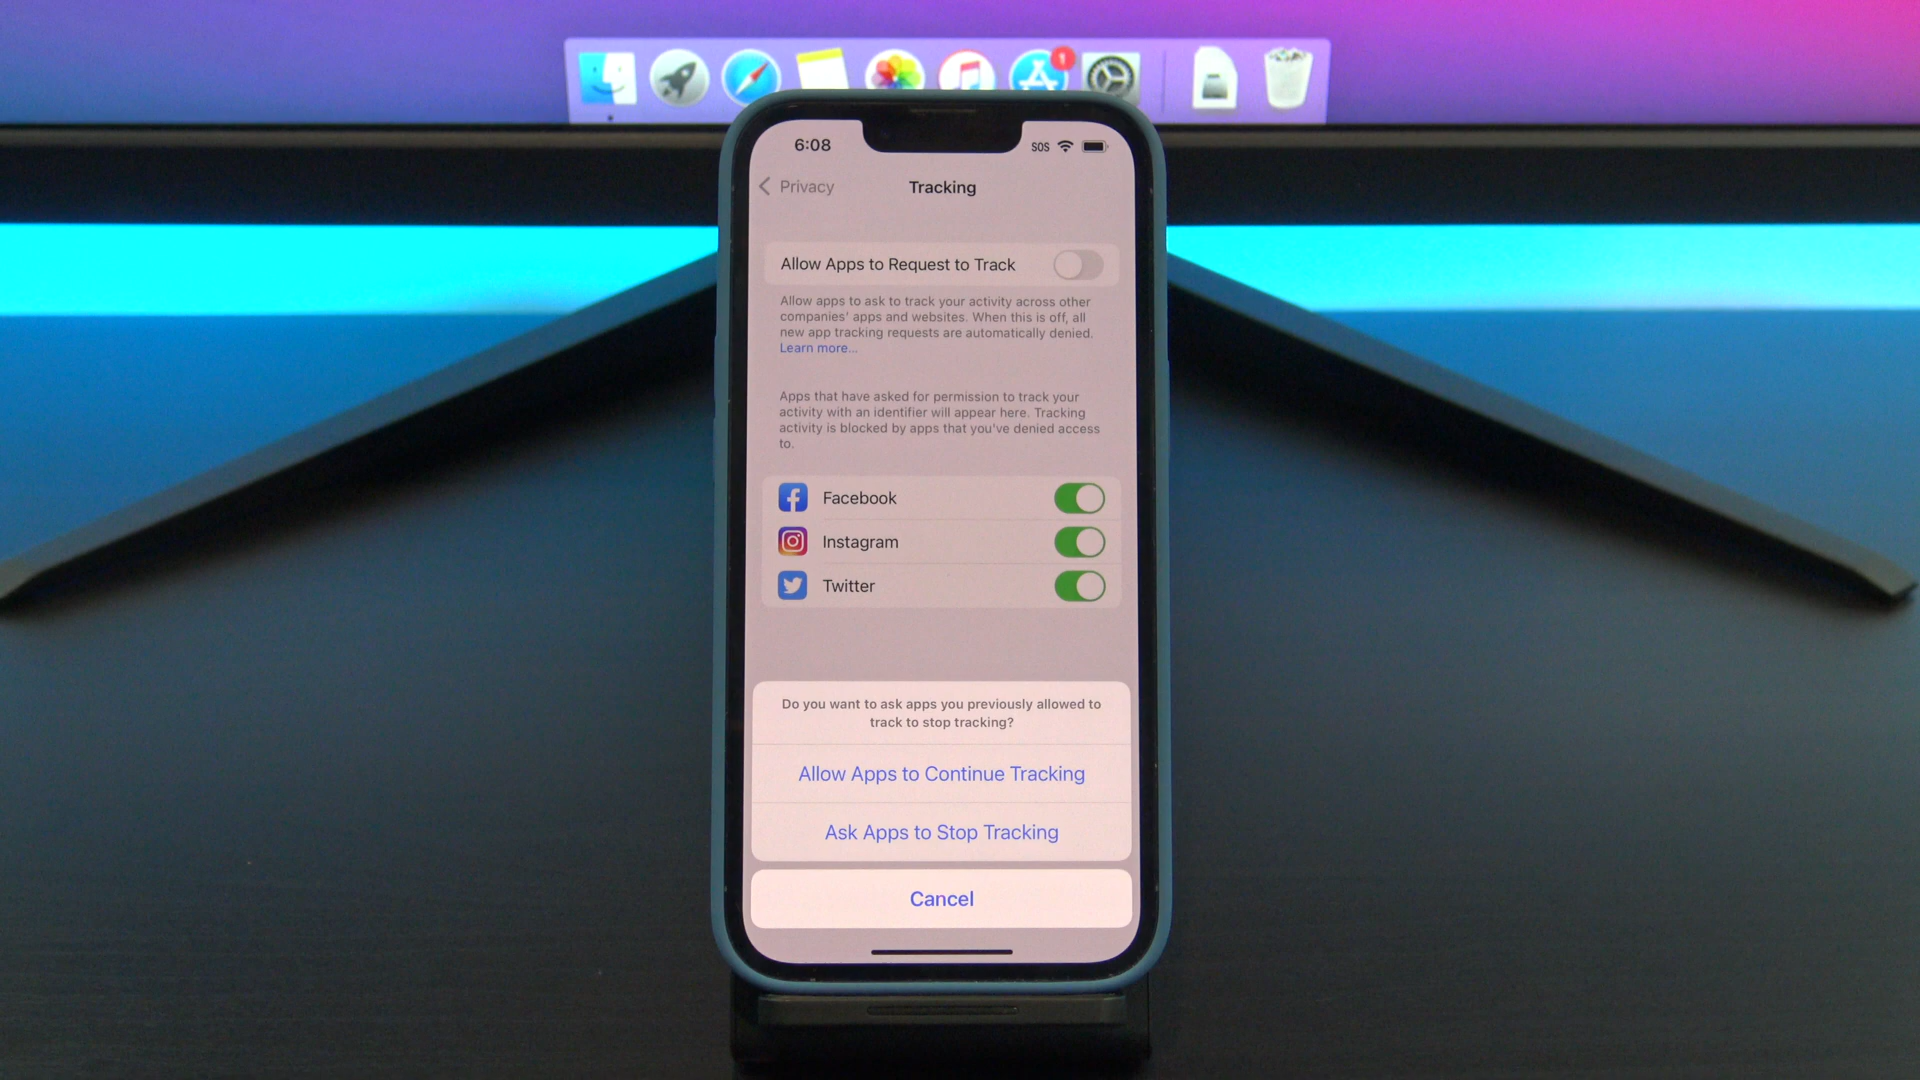 1
6:08
SOS
Privacy
Tracking
Allow Apps to Request to Track
Allow apps to ask to track your activity across other
companies' apps and websites. When this is off, all
new app tracking requests are automatically denied.
Learn more...
Apps that have asked for permission to track your
activity with an identifier will appear here. Tracking
activity is blocked by apps that you've denied access
to.
Facebook
Instagram
Twitter
Do you want to ask apps you previously allowed to
track to stop tracking?
Allow Apps to Continue Tracking
Ask Apps to Stop Tracking
Cancel